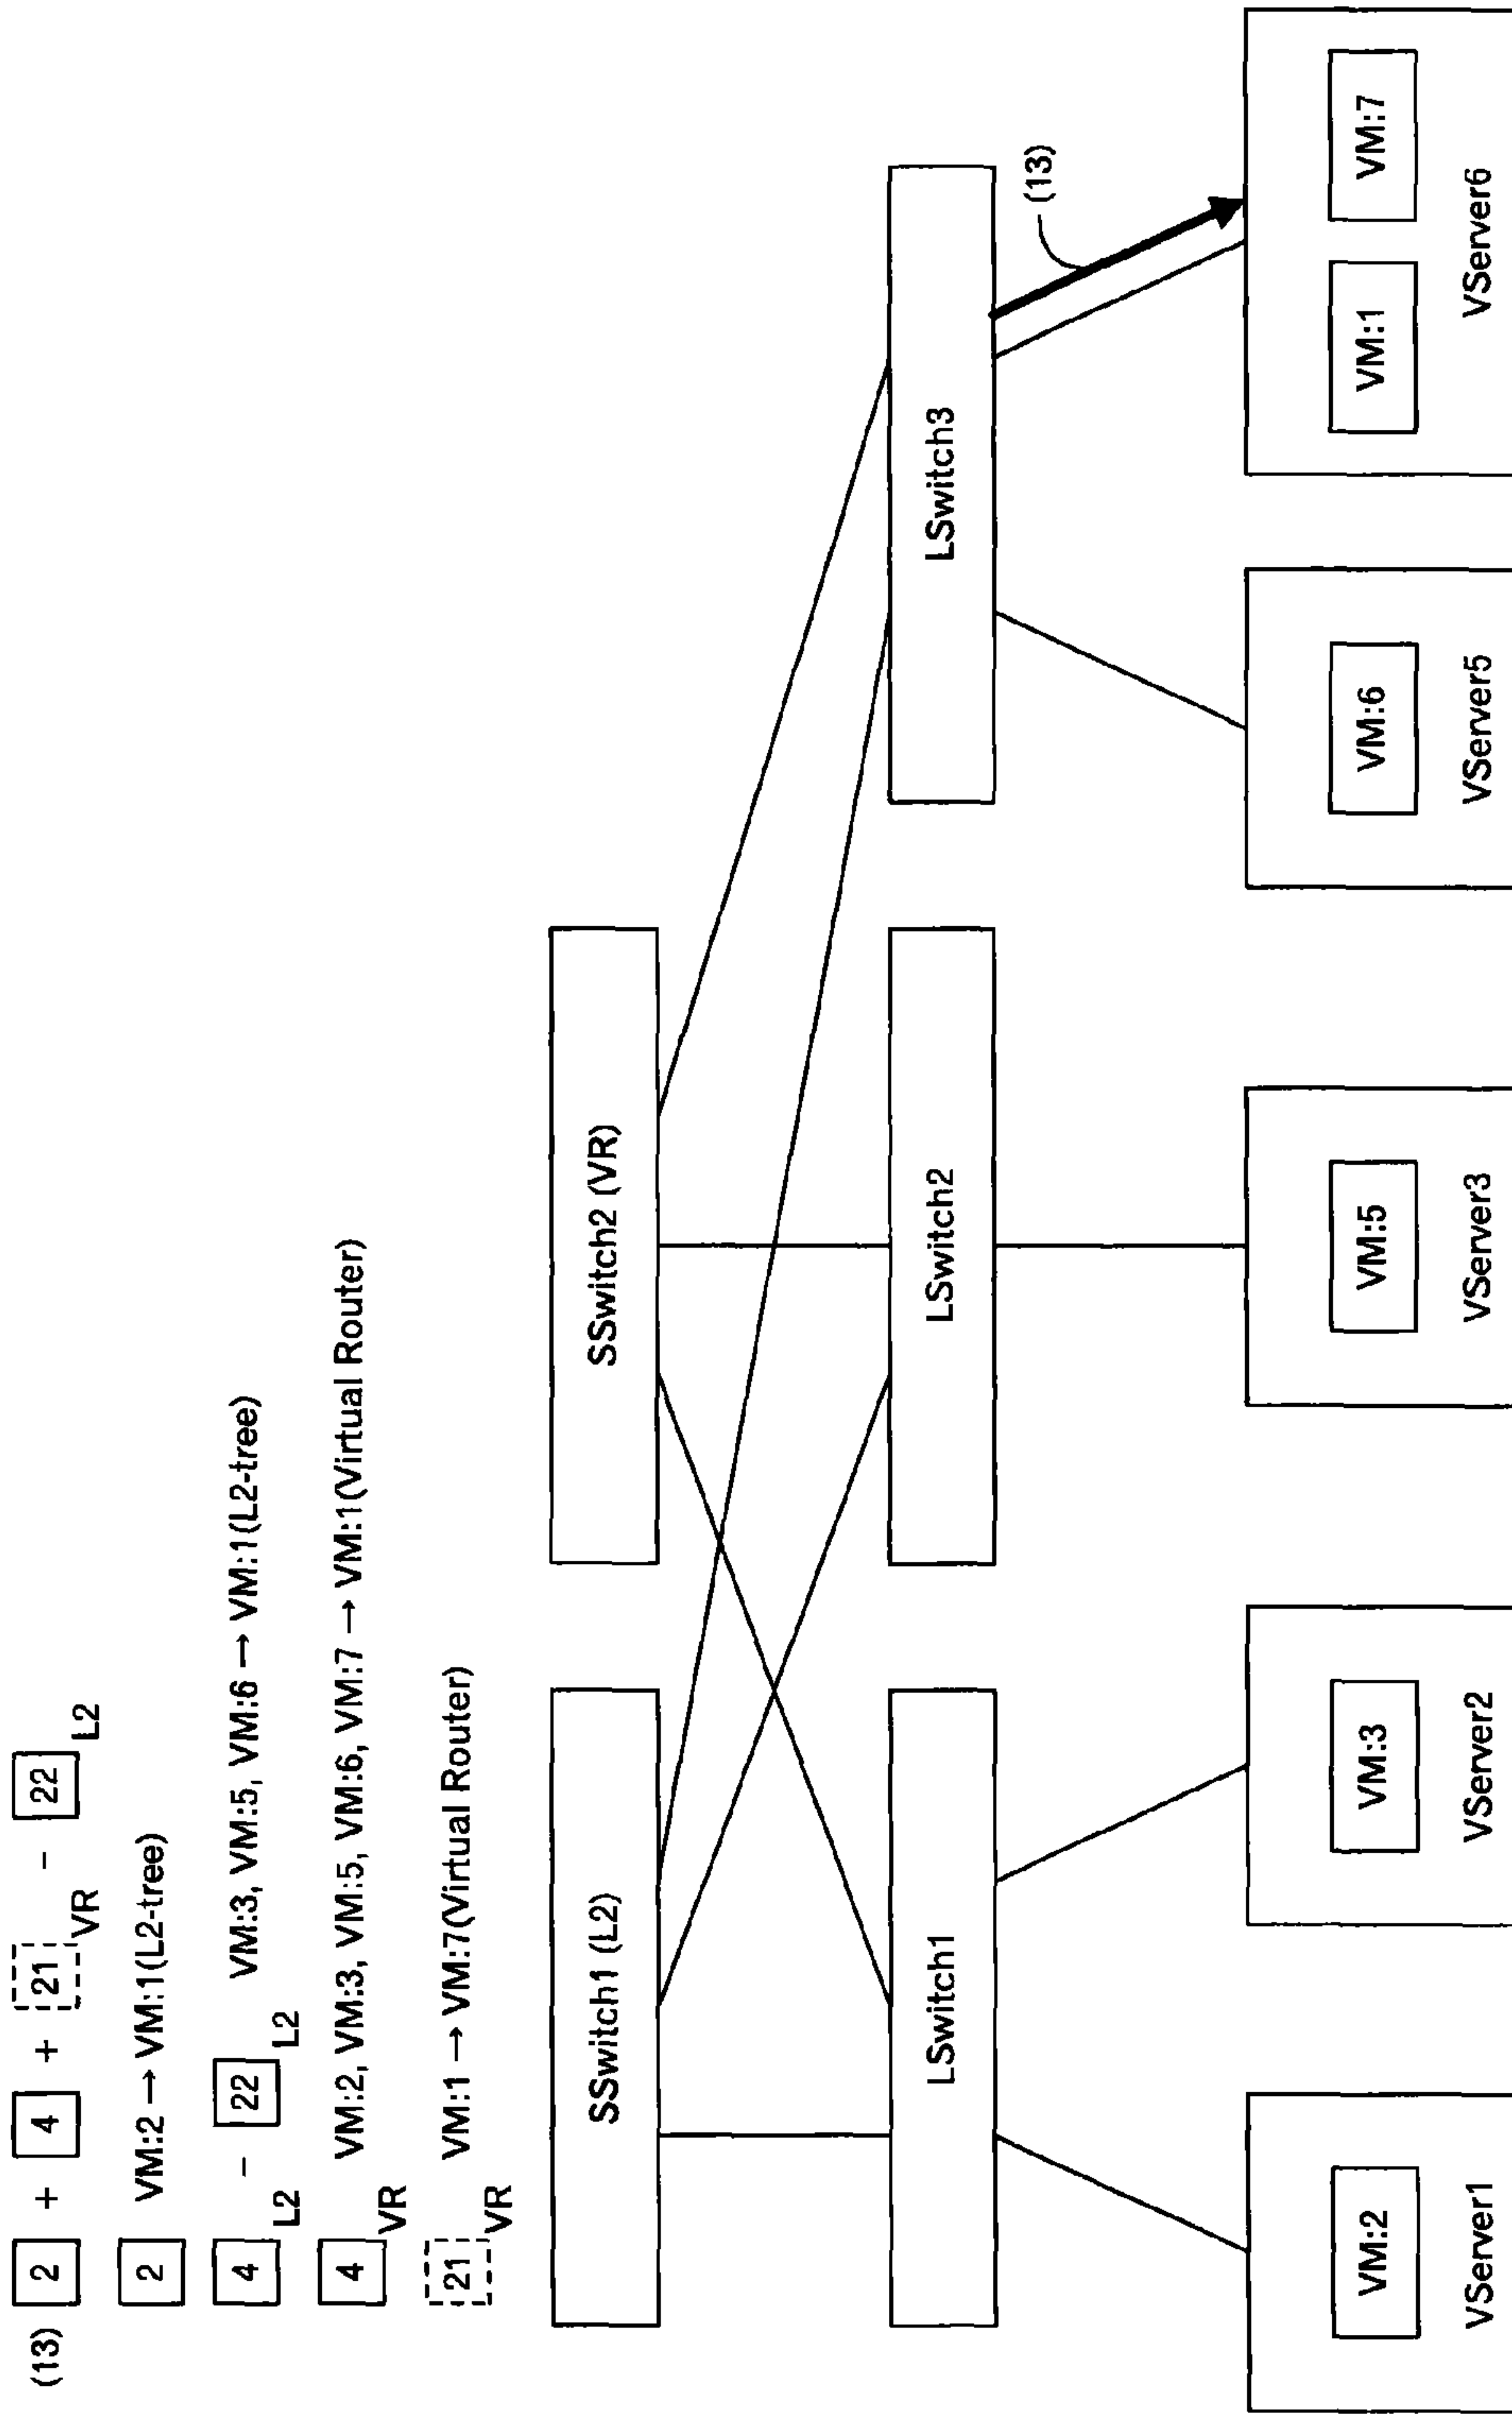 (13) 2 + 4 + 21 VR - 22 L2
2 VM:2 → VM:1(L2-tree)
4 L2 - 22 L2 VM:3, VM:5, VM:6 → VM:1(L2-tree)
4 VR VM:2, VM:3, VM:5, VM:6, VM:7 → VM:1(Virtual Router)
21 VR VM:1 → VM:7(Virtual Router)
SSwitch1 (L2) SSwitch2 (VR)
LSwitch1 LSwitch2 LSwitch3
(13)
VM:2 VM:3 VM:5 VM:6 VM:1 VM:7
VServer1 VServer2 VServer3 VServer5 VServer6